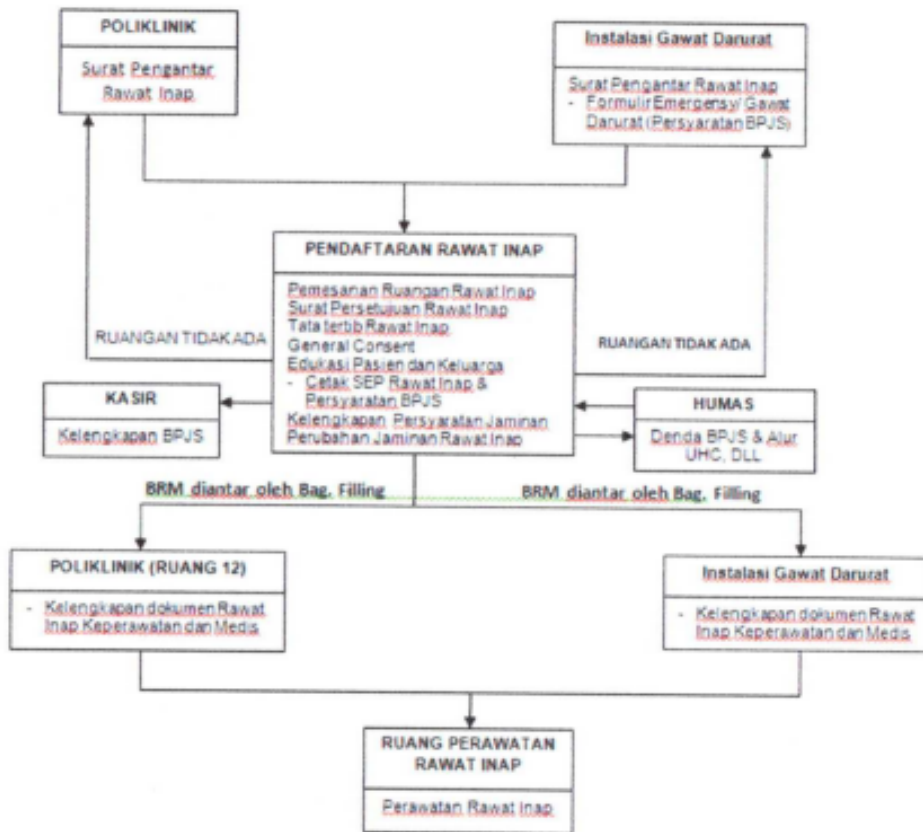 POLIKLINIK
Surat Pengantar
Rawat Inap
Instalasi Gawat Darurat
Surat Pengantar Rawat Inap
- Formulir Emergensy/ Gawat
Darurat (Persyaratan BPJS)
PENDAFTARAN RAWAT INAP
Pemesanan Ruangan Rawat Inap
Surat Persetujuan Rawat Inap
Tata tertib Rawat Inap
General Consent
Edukasi Pasien dan Keluarga
- Cetak SEP Rawat Inap &
Persyaratan BPJS
Kelengkapan Persyaratan Jaminan
Perubahan Jaminan Rawat Inap
RUANGAN TIDAK ADA
RUANGAN TIDAK ADA
KASIR
Kelengkapan BPJS
HUMAS
Denda BPJS & Alur
UHC, DLL
BRM diantar oleh Bag. Filling
BRM diantar oleh Bag. Filling
POLIKLINIK (RUANG 12)
- Kelengkapan dokumen Rawat
Inap Keperawatan dan Medis
Instalasi Gawat Darurat
- Kelengkapan dokumen Rawat
Inap Keperawatan dan Medis
RUANG PERAWATAN
RAWAT INAP
Perawatan Rawat Inap